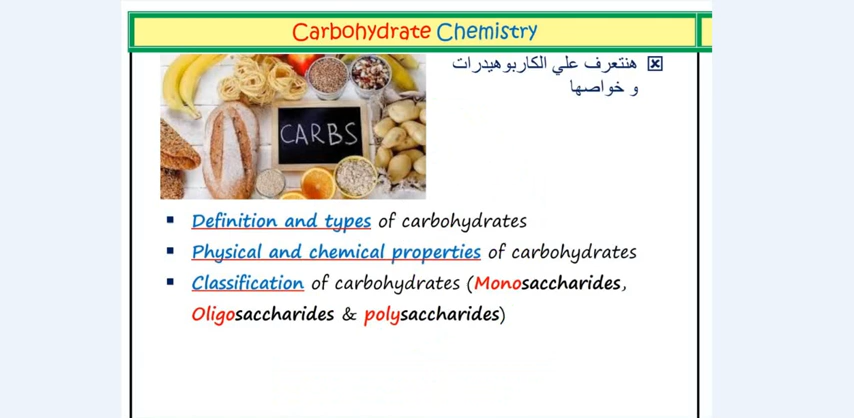 Carbohydrate Chemistry
هنتعرف علي الكاربوهيدرات
و خواصها
CARBS
Definition and types of carbohydrates
Physical and chemical properties of carbohydrates
Classification of carbohydrates (Monosaccharides,
Oligosaccharides & polysaccharides)